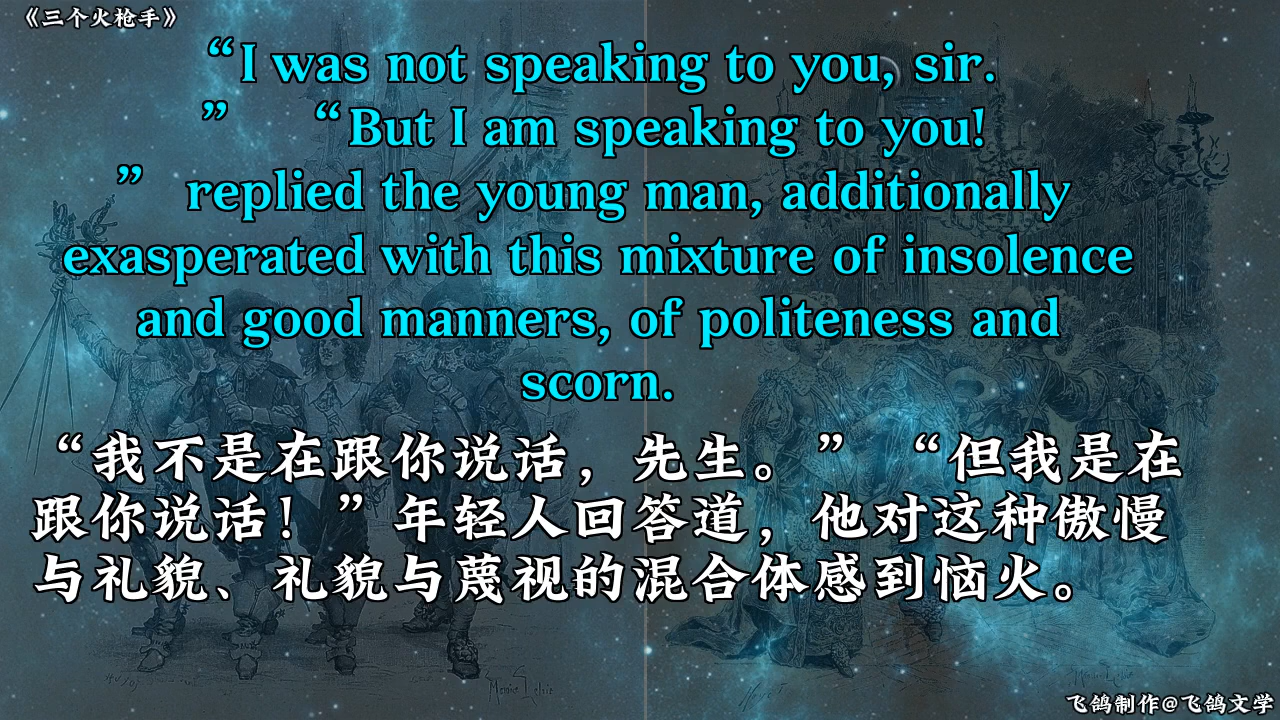 《三个火枪手》
“I was not speaking to you, sir.
” “But I am speaking to you!
” replied the young man, additionally
exasperated with this mixture of insolence
and good manners, of politeness and
scorn.
“我不是在跟你说话，先生。” “但我是在
跟你说话！”年轻人回答道，他对这种傲慢
与礼貌、礼貌与蔑视的混合体感到恼火。
飞鸽制作@飞鸽文学